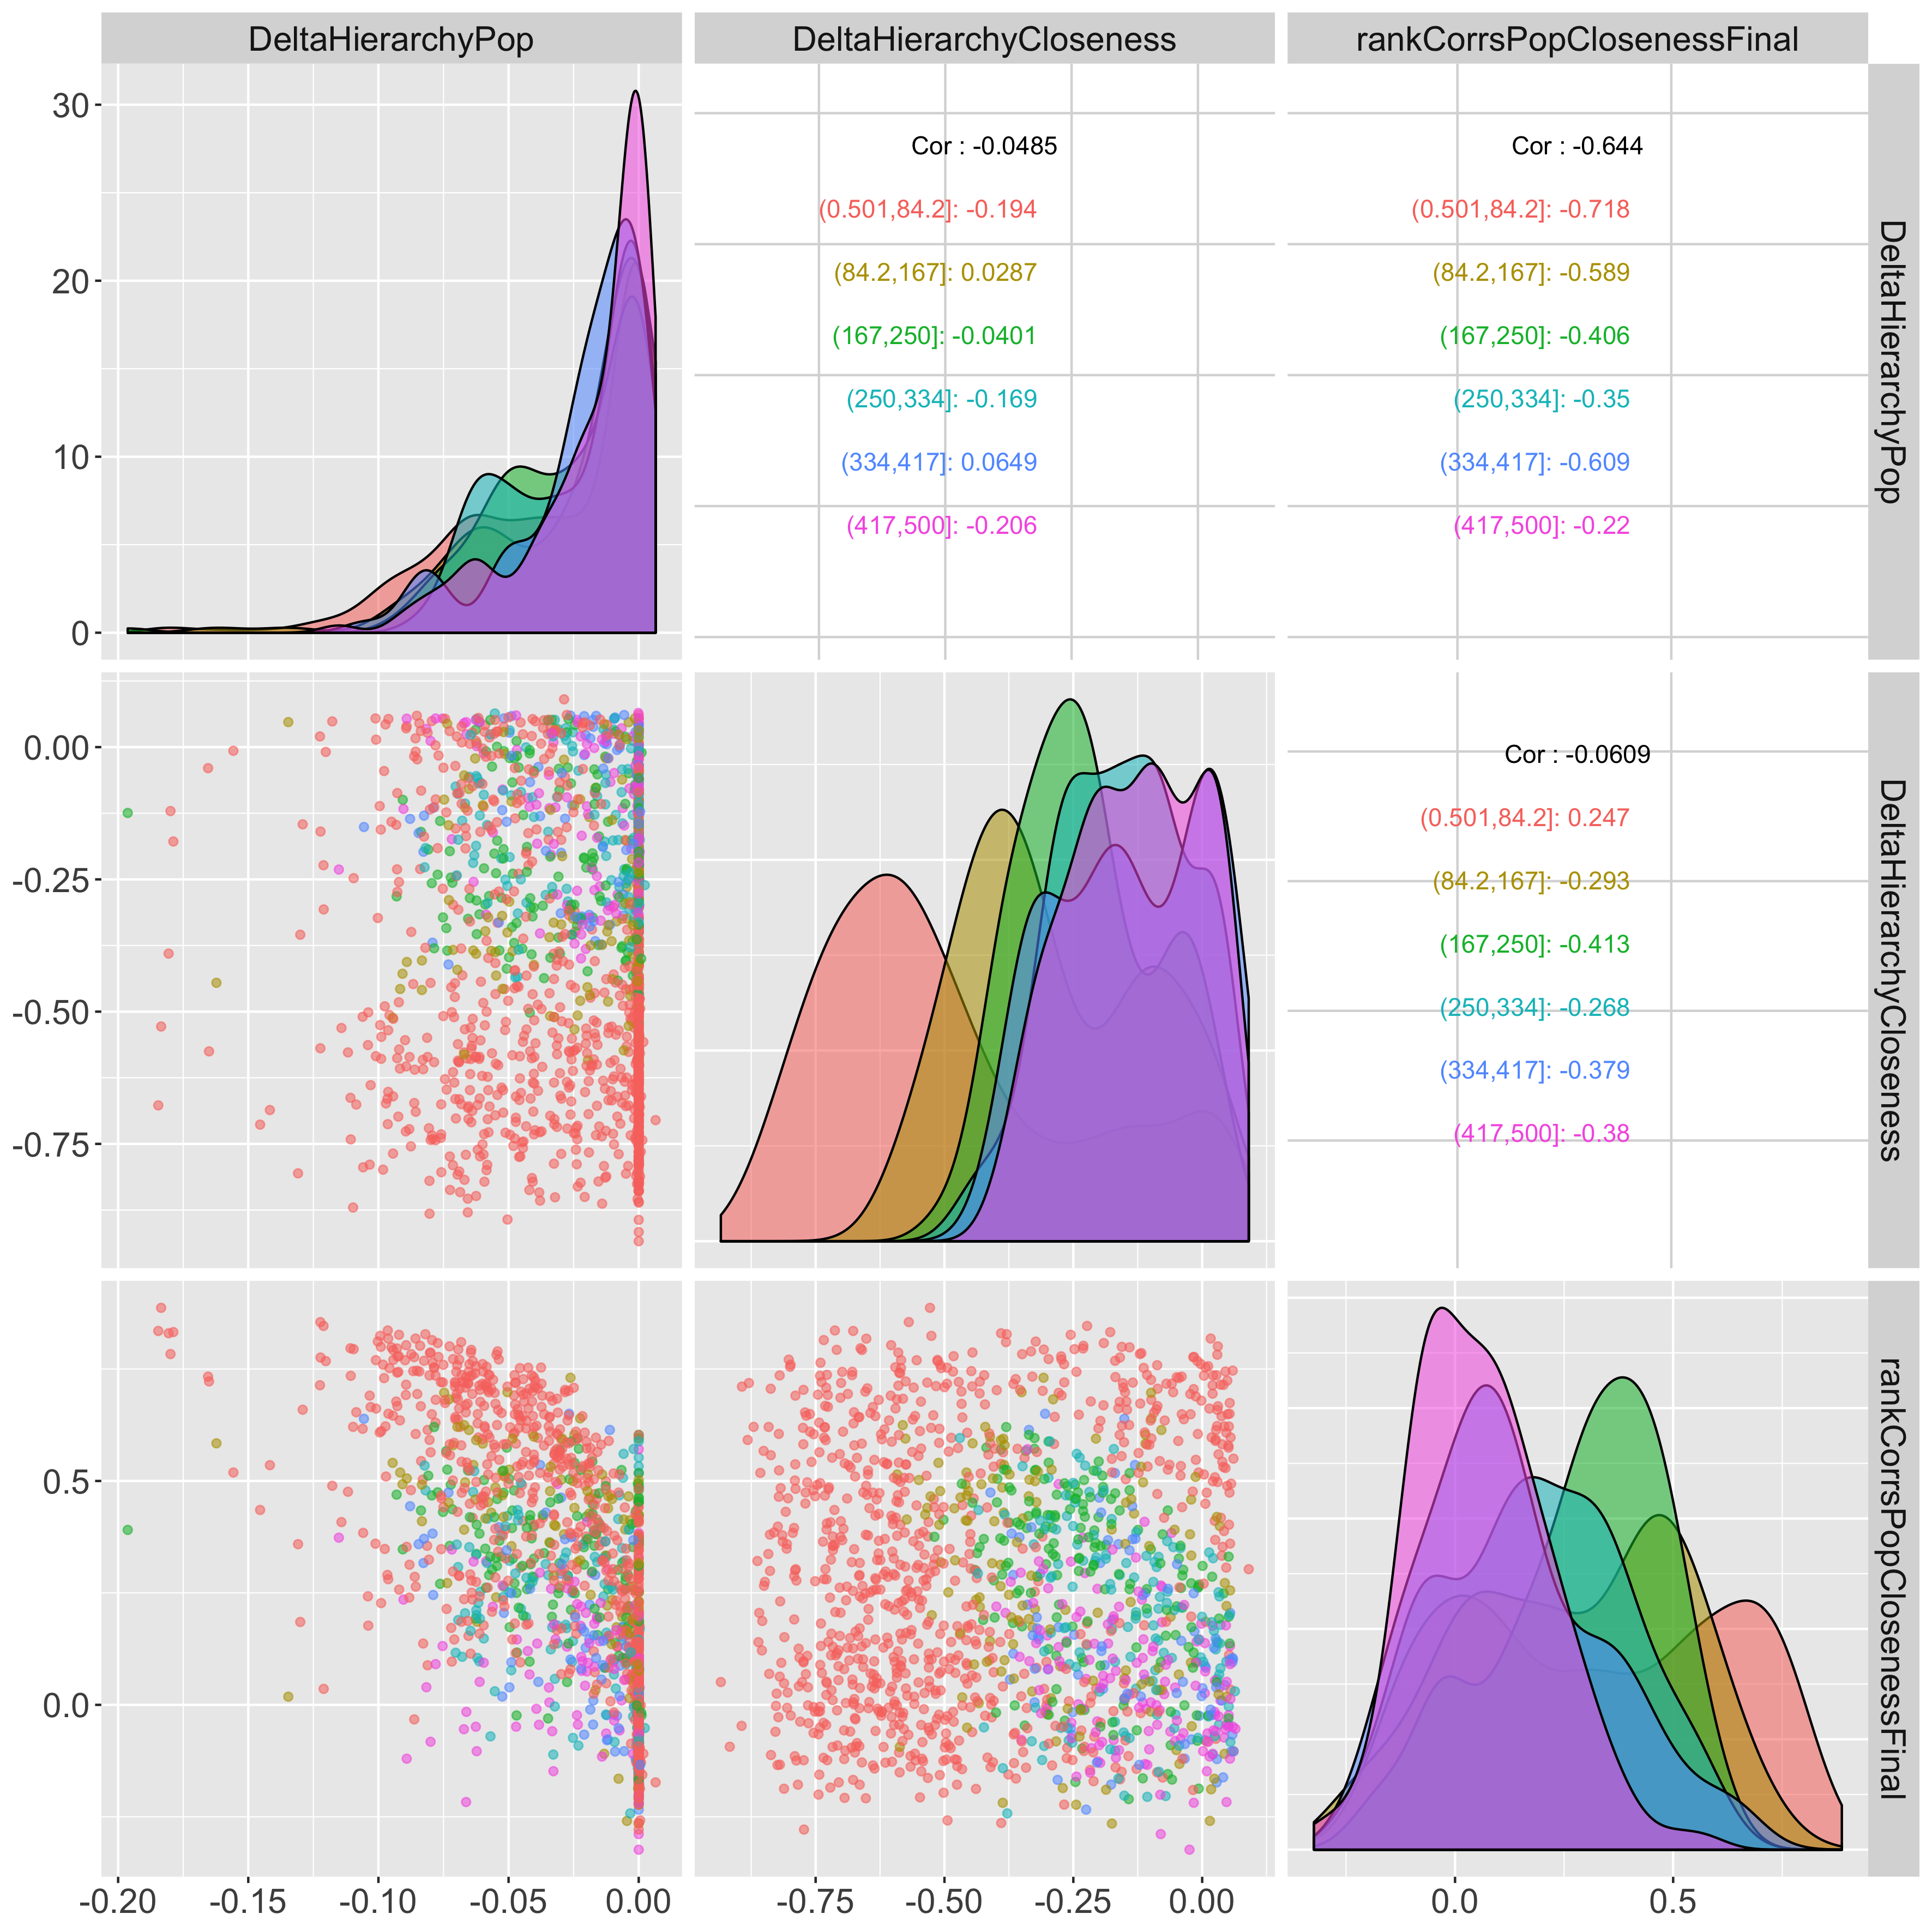 DeltaHierarchyPop
DeltaHierarchyCloseness
rankCorrsPopClosenessFinal
30
20
10
0
Cor : -0.0485
(0.501,84.2]: -0.194
(84.2,167]: 0.0287
(167,250]: -0.0401
(250,334]: -0.169
(334,417]: 0.0649
(417,500]: -0.206
Cor : -0.644
(0.501,84.2]: -0.718
(84.2,167]: -0.589
(167,250]: -0.406
(250,334]: -0.35
(334,417]: -0.609
(417,500]: -0.22
DeltaHierarchyPop
0.00
-0.25
-0.50
-0.75
Cor : -0.0609
(0.501,84.2]: 0.247
(84.2,167]: -0.293
(167,250]: -0.413
(250,334]: -0.268
(334,417]: -0.379
(417,500]: -0.38
DeltaHierarchyCloseness
0.5
0.0
rankCorrsPopClosenessFinal
-0.20 -0.15 -0.10 -0.05 0.00
-0.75 -0.50 -0.25 0.00
0.0 0.5